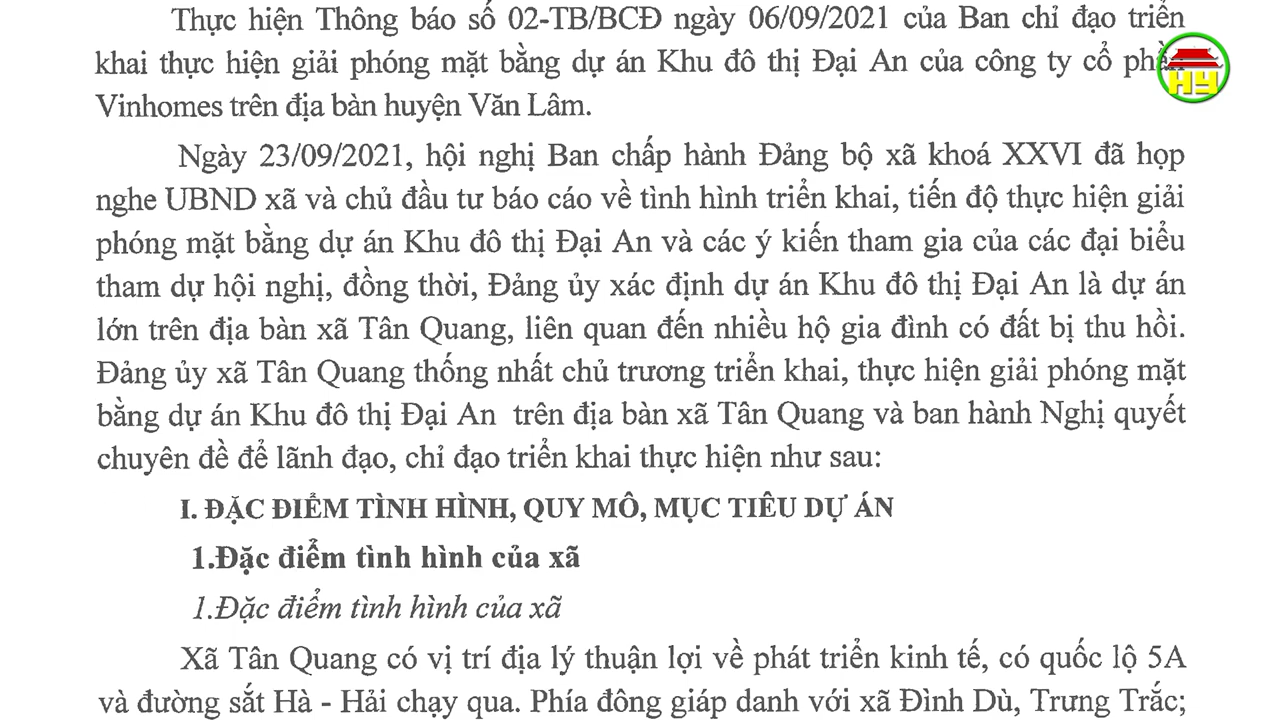 Thực hiện Thông báo số 02-TB/BCĐ ngày 06/09/2021 của Ban chỉ đạo triển
khai thực hiện giải phóng mặt bằng dự án Khu đô thị Đại An của công ty cổ phần
HY
Vinhomes trên địa bàn huyện Văn Lâm.
Ngày 23/09/2021, hội nghị Ban chấp hành Đảng bộ xã khoá XXVI đã họp
nghe UBND xã và chủ đầu tư báo cáo về tình hình triển khai, tiến độ thực hiện giải
phóng mặt bằng dự án Khu đô thị Đại An và các ý kiến tham gia của các đại biểu
tham dự hội nghị, đồng thời, Đảng ủy xác định dự án Khu đô thị Đại An là dự án
lớn trên địa bàn xã Tân Quang, liên quan đến nhiều hộ gia đình có đất bị thu hồi.
Đảng ủy xã Tân Quang thống nhất chủ trương triển khai, thực hiện giải phóng mặt
bằng dự án Khu đô thị Đại An trên địa bàn xã Tân Quang và ban hành Nghị quyết
chuyên đề để lãnh đạo, chỉ đạo triển khai thực hiện như sau:
I. ĐẶC ĐIỂM TÌNH HÌNH, QUY MÔ, MỤC TIÊU DỰ ÁN
1.Đặc điểm tình hình của xã
1.Đặc điểm tình hình của xã
Xã Tân Quang có vị trí địa lý thuận lợi về phát triển kinh tế, có quốc lộ 5A
và đường sắt Hà - Hải chạy qua. Phía đông giáp danh với xã Đình Dù, Trưng Trắc;